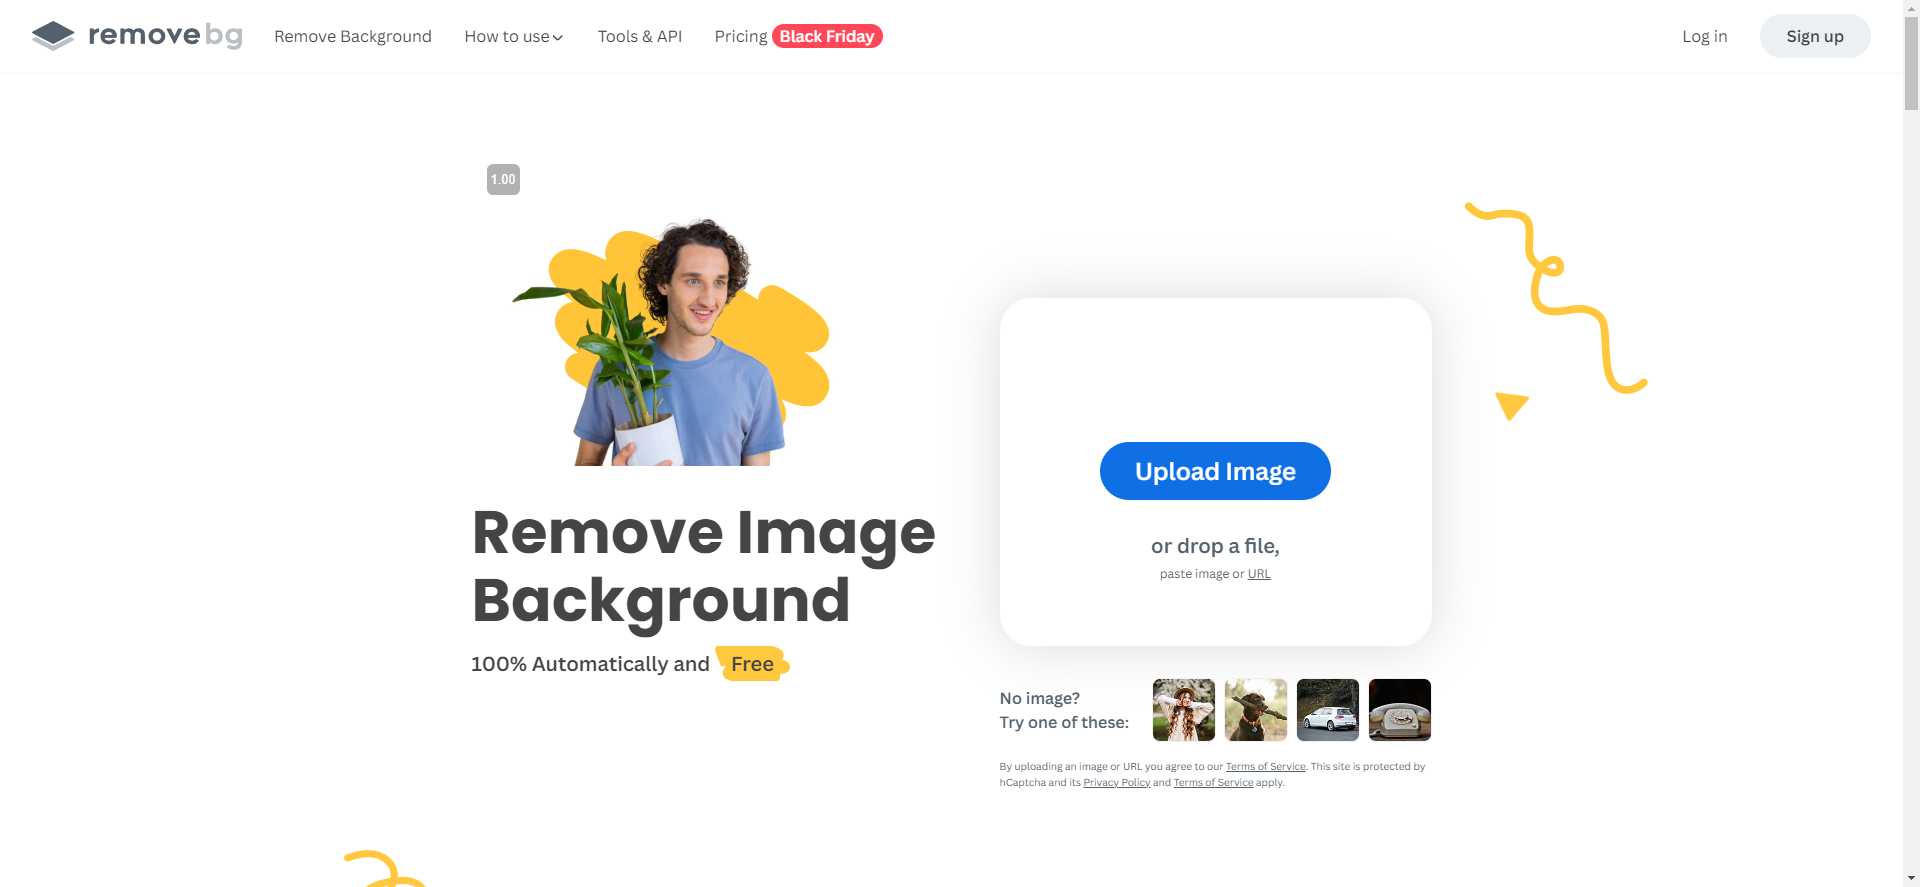 removebg
Remove Background
How to use
Tools & API
Pricing Black Friday
Log in
Sign up
1.00
Remove Image
Background
100% Automatically and Free
Upload Image
or drop a file,
paste image or URL
No image?
Try one of these:
By uploading an image or URL you agree to our Terms of Service. This site is protected by
hCaptcha and its Privacy Policy and Terms of Service apply.